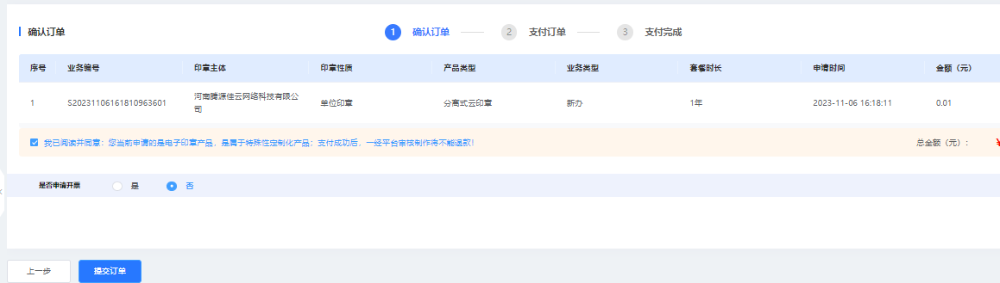 确认订单
1 确认订单 2 支付订单 3 支付完成
序号 业务编号 印章主体 印章性质 产品类型 业务类型 套餐时长 申请时间 金额（元）
1 S20231106161810963601 河南腾源佳云网络科技有限公 单位印章 分离式云印章 新办 1年 2023-11-06 16:18:11 0.01
司
我已阅读并同意：您当前申请的是电子印章产品，是属于特殊性定制化产品；支付成功后，一经平台审核制作将不能退款！ 总金额（元）： ¥
是否申请开票 是 否
上一步 提交订单